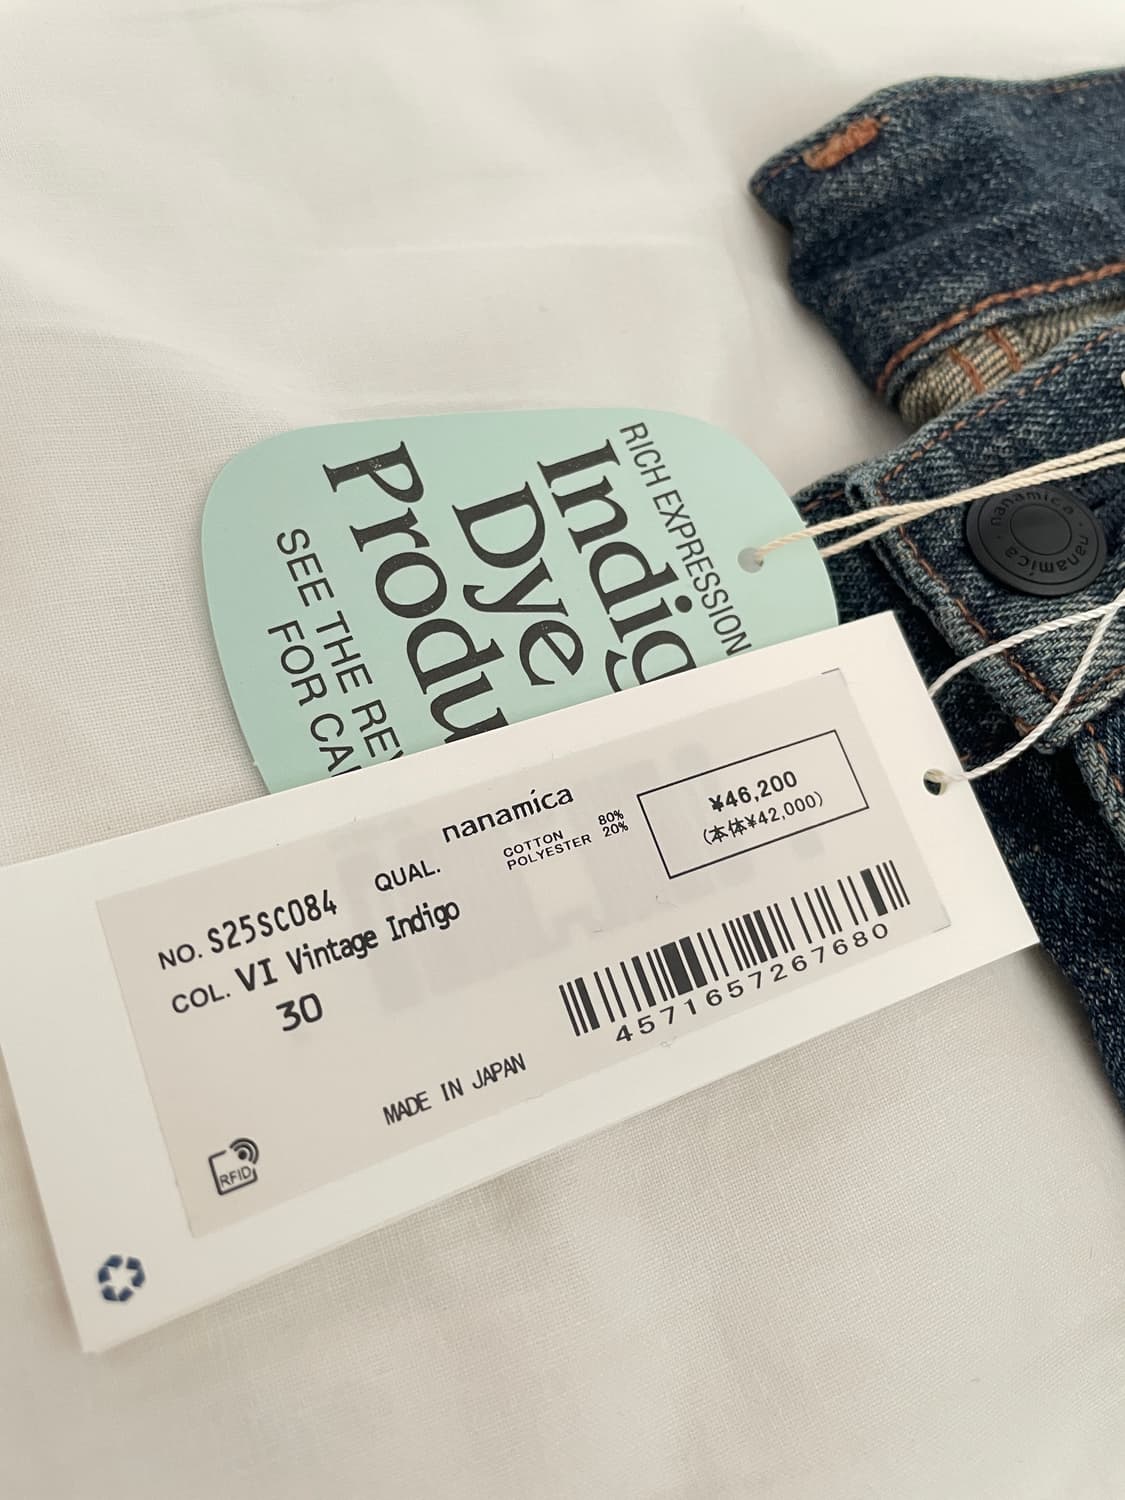 RICH EXPRESSION
Indig
Dye
Produ
SEE THE REV
FOR CA
nanamica
nanamica
nanamica
NO. S25SC084
QUAL.
COTTON 80%
POLYESTER 20%
¥46,200
(本体¥42,000)
COL. VI Vintage Indigo
30
4571657267680
MADE IN JAPAN
RFID